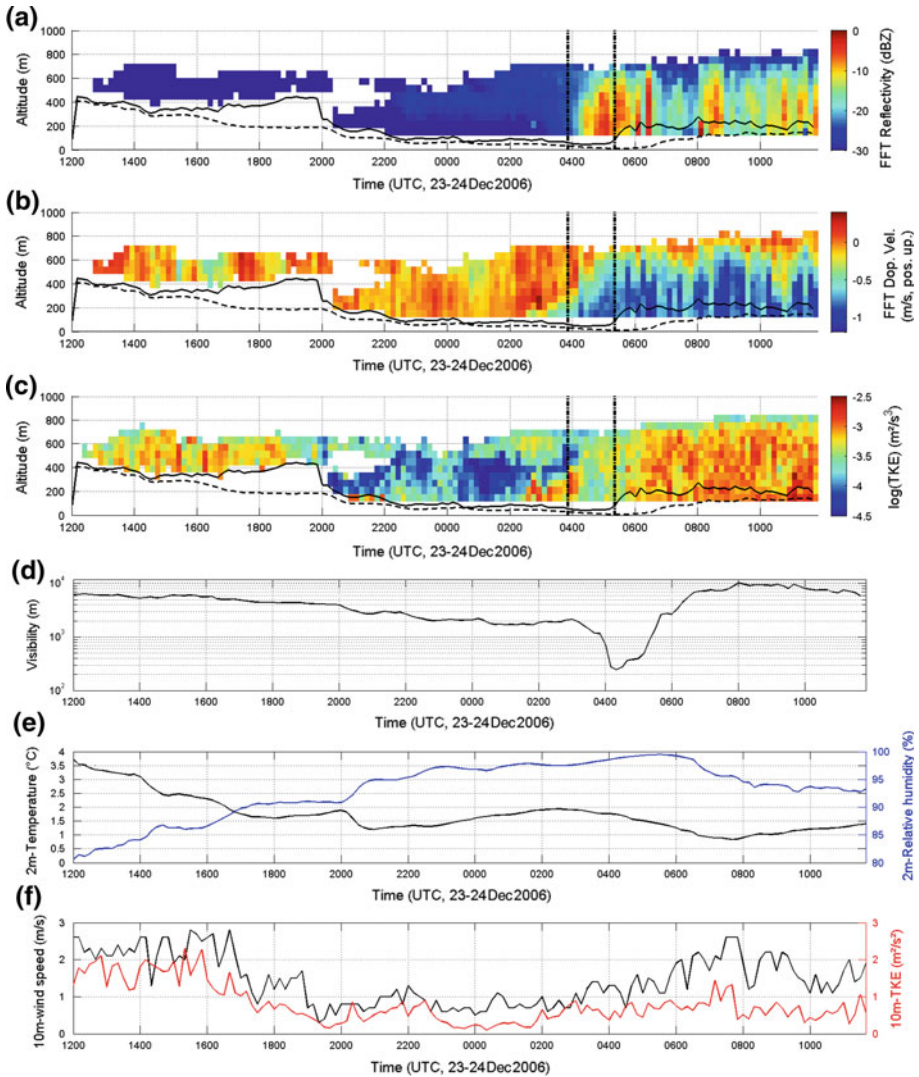 (a)
1000
800
600
400
200
0
Altitude (m)
1200 1400 1600 1800 2000 2200 0000 0200 0400 0600 0800 1000
Time (UTC, 23-24Dec2006)
0
-10
-20
-30
FFT Reflectivity (dBZ)
(b)
1000
800
600
400
200
0
Altitude (m)
1200 1400 1600 1800 2000 2200 0000 0200 0400 0600 0800 1000
Time (UTC, 23-24Dec2006)
0
-0.5
-1
FFT Dop. Vel.
(m/s, pos. up.)
(c)
1000
800
600
400
200
0
Altitude (m)
1200 1400 1600 1800 2000 2200 0000 0200 0400 0600 0800 1000
Time (UTC, 23-24Dec2006)
-2.5
-3
-3.5
-4
-4.5
log(TKE) (m²/s³)
(d)
10⁴
10³
10²
Visibility (m)
1200 1400 1600 1800 2000 2200 0000 0200 0400 0600 0800 1000
Time (UTC, 23-24Dec2006)
(e)
4
3.5
3
2.5
2
1.5
1
0.5
0
2m-Temperature (°C)
100
95
90
85
80
2m-Relative humidity (%)
1200 1400 1600 1800 2000 2200 0000 0200 0400 0600 0800 1000
Time (UTC, 23-24Dec2006)
(f)
3
2
1
0
10m-wind speed (m/s)
3
2
1
0
10m-TKE (m²/s²)
1200 1400 1600 1800 2000 2200 0000 0200 0400 0600 0800 1000
Time (UTC, 23-24Dec2006)